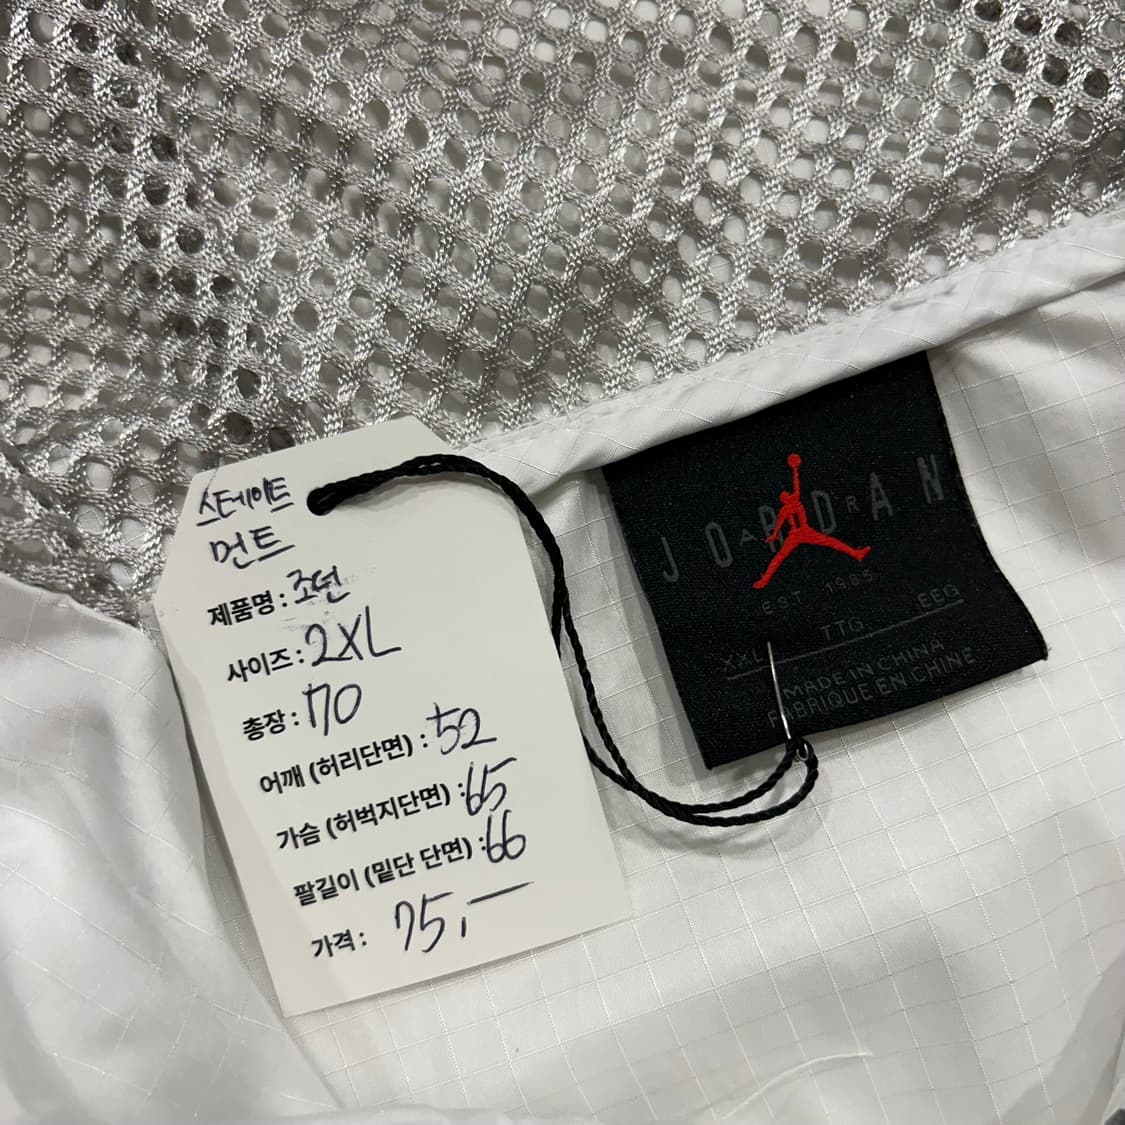 스테이트
먼트
제품명 : 조던
사이즈 : 2XL
총장 : 70
어깨 (허리단면) : 52
가슴 (허벅지단면) : 65
팔길이 (밑단 단면) : 66
가격 : 75,—
JORDAN
EST. 1985
XXL TTG EEG
MADE IN CHINA
FABRIQUE EN CHINE